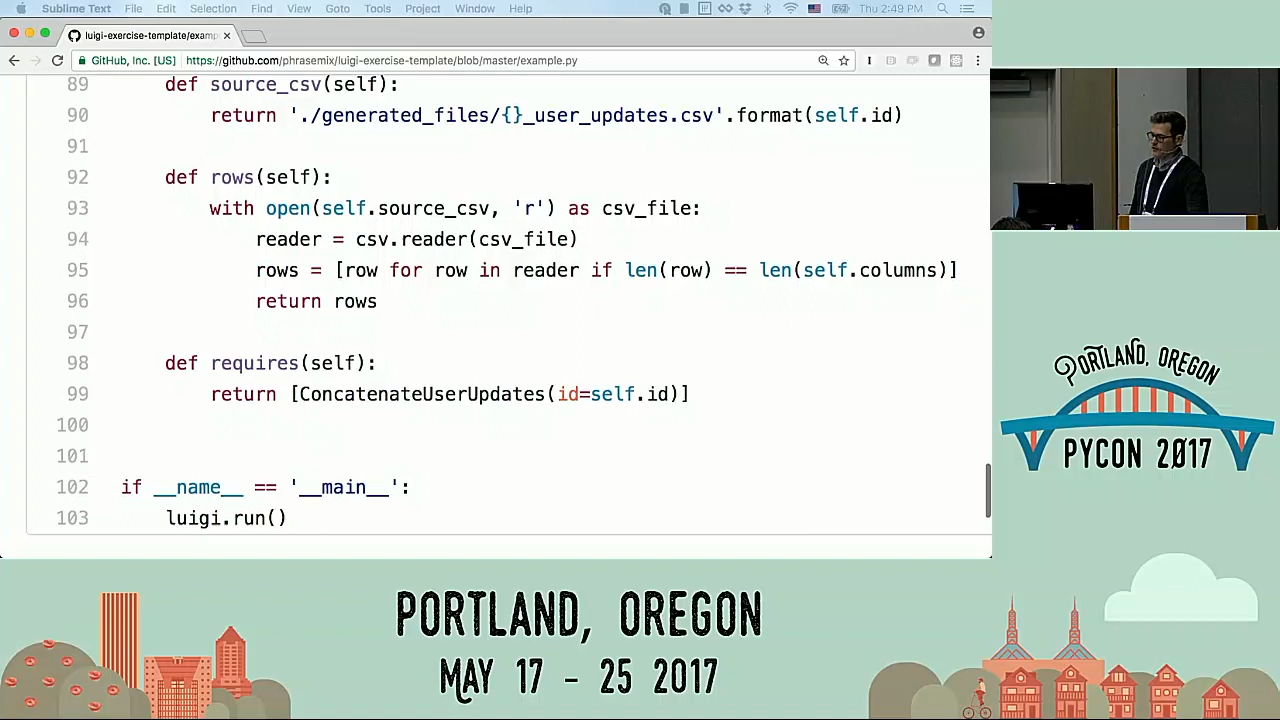 Sublime Text File Edit Selection Find View Goto Tools Project Window Help Thu 2:49 PM
luigi-exercise-template/examp
GitHub, Inc. [US] https://github.com/phrasemix/luigi-exercise-template/blob/master/example.py
89 def source_csv(self):
90 return './generated_files/{}_user_updates.csv'.format(self.id)
91
92 def rows(self):
93 with open(self.source_csv, 'r') as csv_file:
94 reader = csv.reader(csv_file)
95 rows = [row for row in reader if len(row) == len(self.columns)]
96 return rows
97
98 def requires(self):
99 return [ConcatenateUserUpdates(id=self.id)]
100
101
102 if __name__ == '__main__':
103 luigi.run()
PORTLAND, OREGON
PYCON 2017
PORTLAND, OREGON
MAY 17 - 25 2017